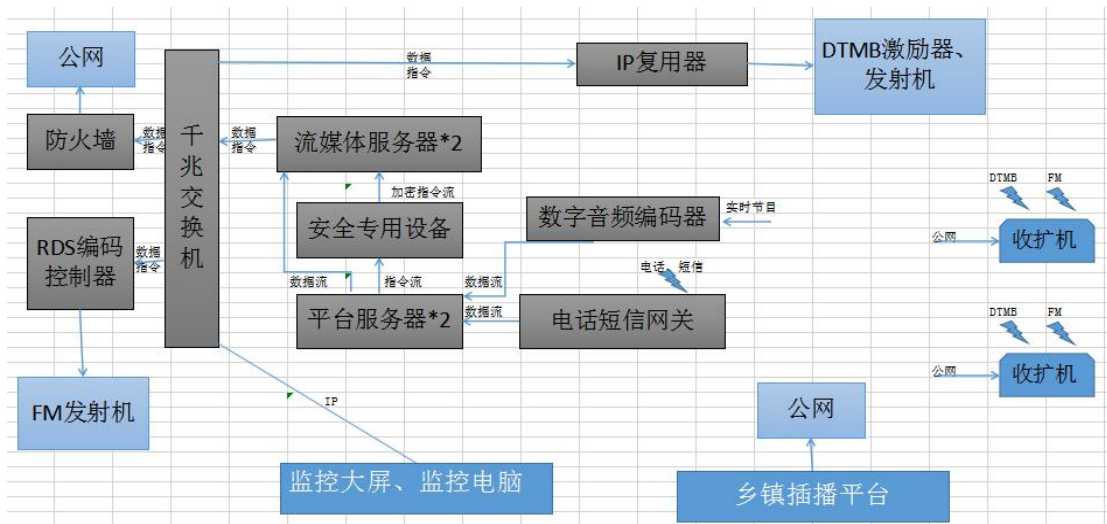 公网
防火墙
RDS编码
控制器
FM发射机
千
兆
交
换
机
数据
指令
数据
指令
数据
指令
数据
指令
IP复用器
DTMB激励器、
发射机
流媒体服务器*2
加密指令流
安全专用设备
数据流
指令流
平台服务器*2
数字音频编码器
实时节目
数据流
数据流
电话、短信
电话短信网关
IP
监控大屏、监控电脑
公网
乡镇插播平台
DTMB
FM
公网
收扩机
DTMB
FM
公网
收扩机